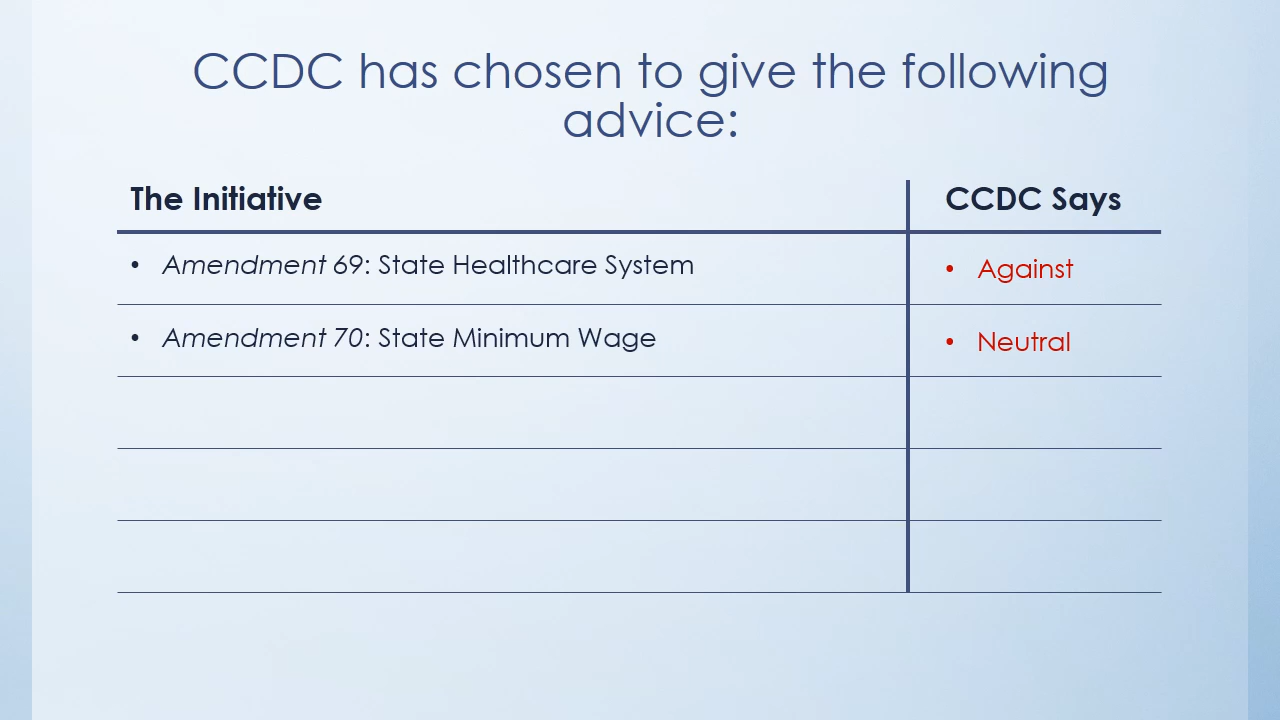 CCDC has chosen to give the following
advice:
The Initiative
CCDC Says
• Amendment 69: State Healthcare System
• Against
• Amendment 70: State Minimum Wage
• Neutral